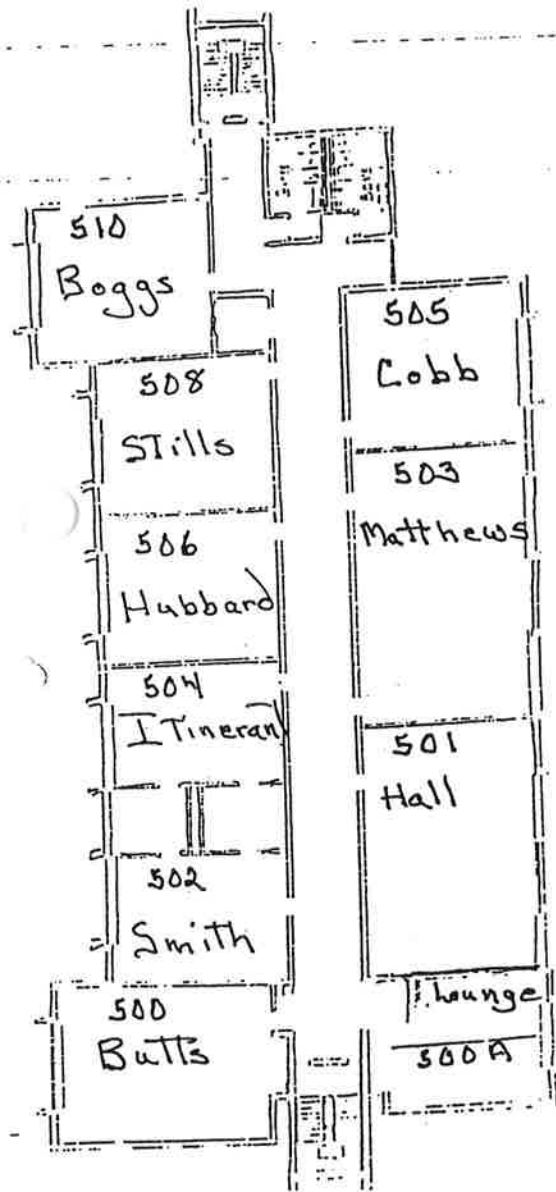 510
Boggs
505
Cobb
508
STills
503
Matthews
506
Hubbard
504
ITineran
501
Hall
502
Smith
500
Butts
Lounge
500A